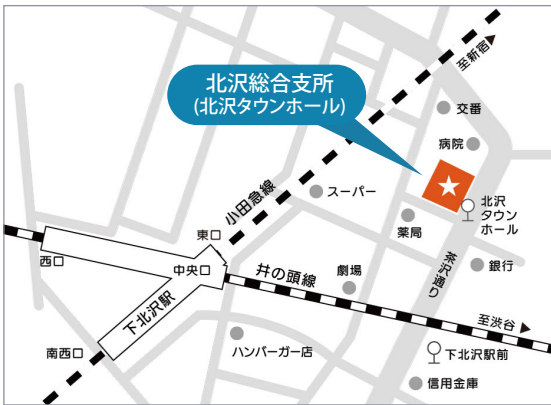 至新宿
北沢総合支所
(北沢タウンホール)
交番
病院
小田急線
スーパー
北沢
タウン
ホール
薬局
東口
西口
中央口
井の頭線
劇場
茶沢通り
銀行
下北沢駅
至渋谷
南西口
ハンバーガー店
下北沢駅前
信用金庫